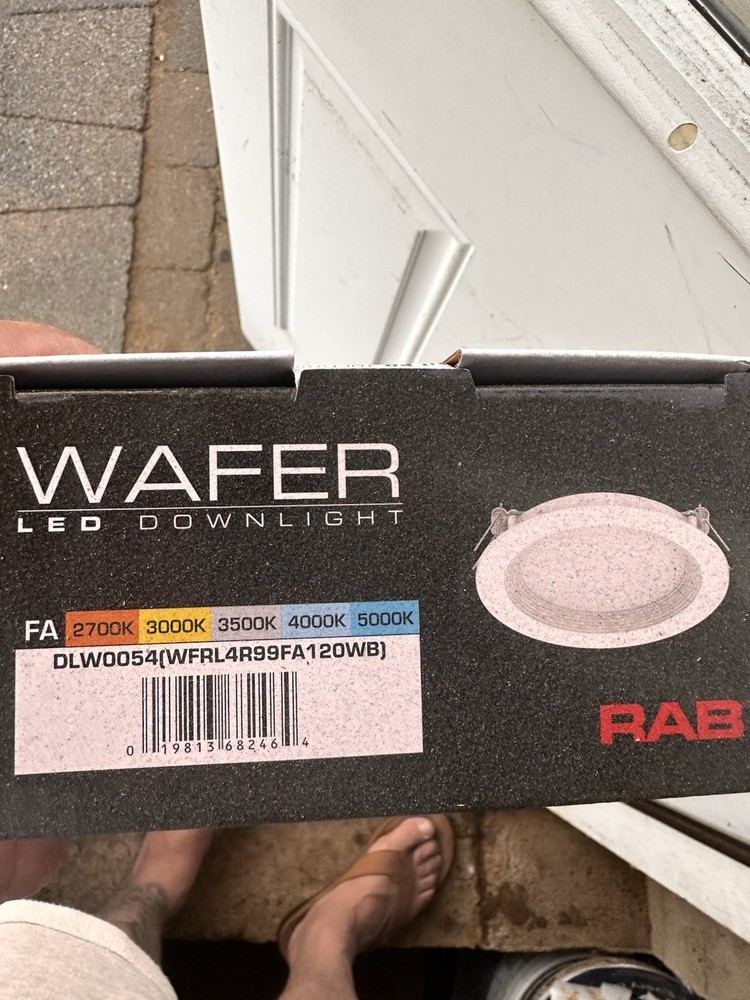 WAFER
LED DOWNLIGHT
FA 2700K 3000K 3500K 4000K 5000K
DLW0054(WFRL4R99FA120WB)
0 19813 68246 4
RAB